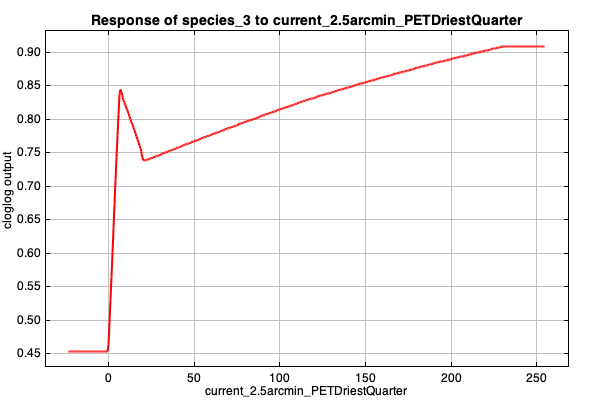 Response of species_3 to current_2.5arcmin_PETDriestQuarter
cloglog output
0.90
0.85
0.80
0.75
0.70
0.65
0.60
0.55
0.50
0.45
0 50 100 150 200 250
current_2.5arcmin_PETDriestQuarter